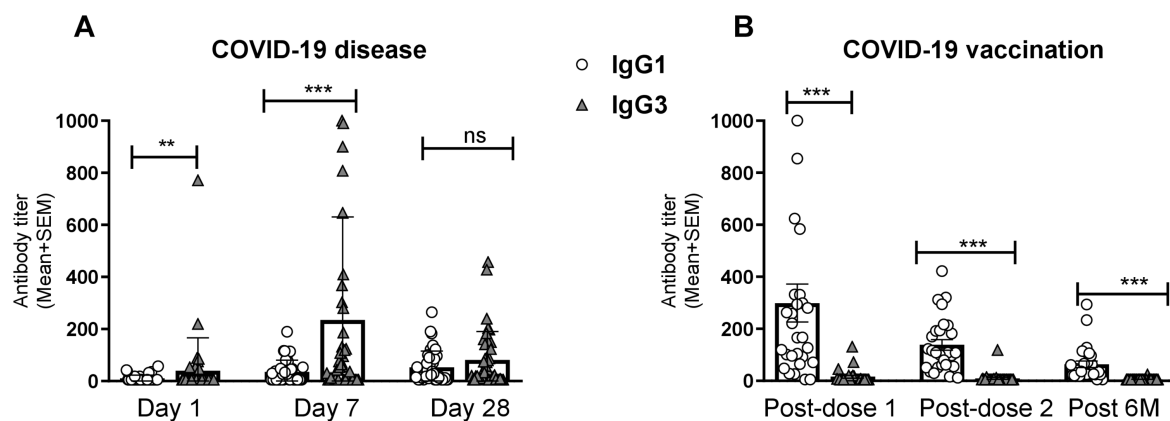 A
COVID-19 disease
Antibody titer
(Mean+SEM)
1000
800
600
400
200
0
**
***
ns
Day 1
Day 7
Day 28
IgG1
IgG3
B
COVID-19 vaccination
Antibody titer
(Mean+SEM)
1000
800
600
400
200
0
***
***
***
Post-dose 1
Post-dose 2
Post 6M